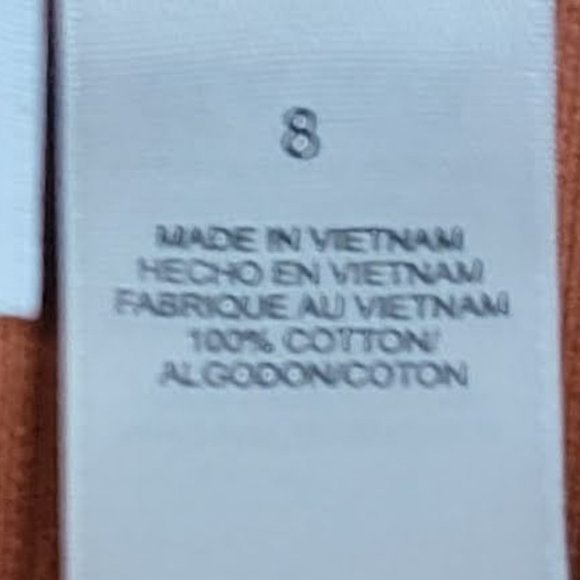 8
MADE IN VIETNAM
HECHO EN VIETNAM
FABRIQUE AU VIETNAM
100% COTTON/
ALGODON/COTON